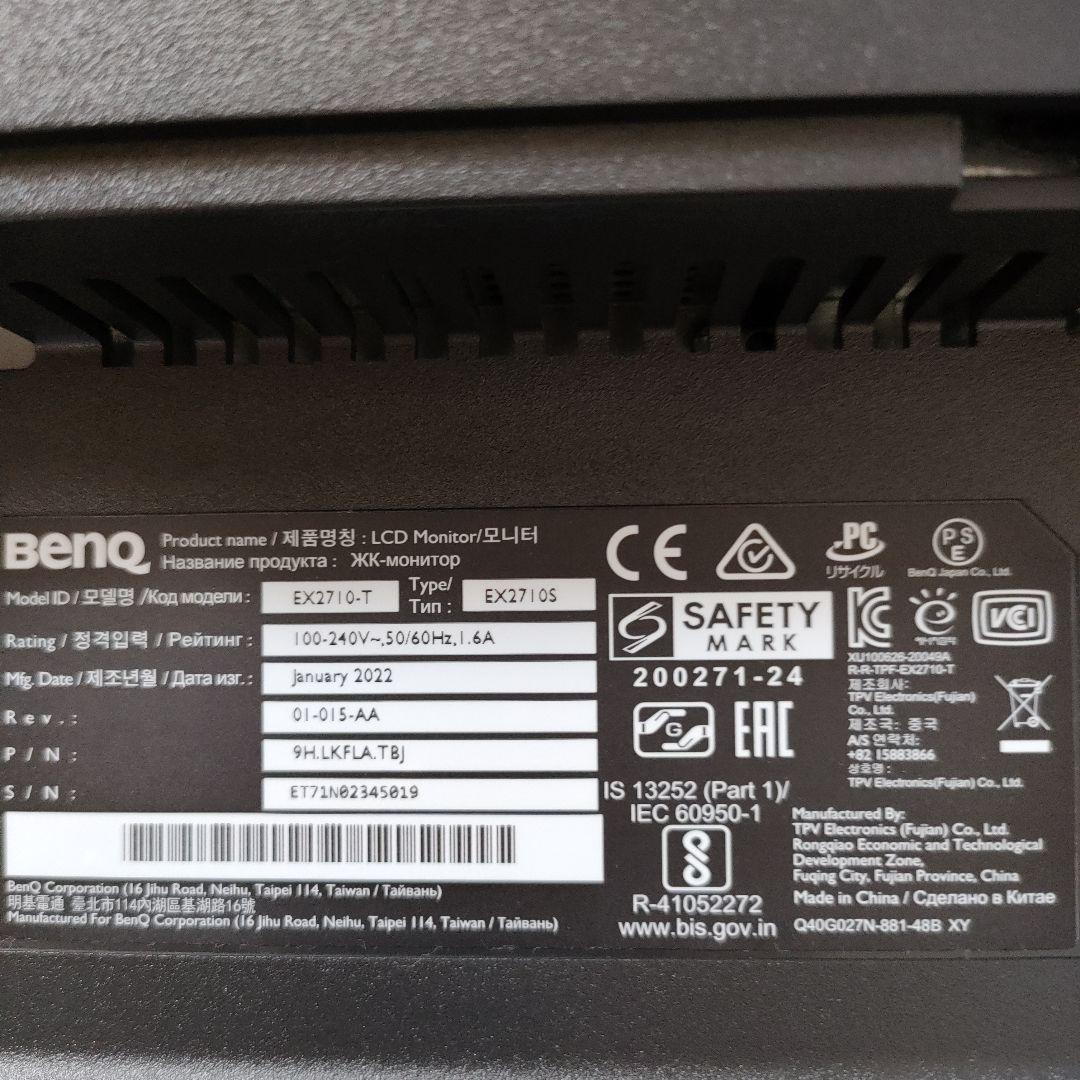 BenQ
Product name / 제품명칭 : LCD Monitor/모니터
Название продукта : ЖК-монитор
Model ID / 모델명 /Код модели :
EX2710-T
Type/
Тип :
EX2710S
Rating / 정격입력 / Рейтинг :
100-240V~,50/60Hz,1.6A
Mfg. Date / 제조년월 / Дата изг. :
January 2022
Rev. :
01-015-AA
P / N :
9H.LKFLA.TBJ
S / N :
ET71N02345019
BenQ Corporation (16 Jihu Road, Neihu, Taipei 114, Taiwan / Тайвань)
明基電通 臺北市114內湖區基湖路16號
Manufactured For BenQ Corporation (16 Jihu Road, Neihu, Taipei 114, Taiwan / Тайвань)
CE
PC
リサイクル
PSE
BenQ Japan Co., Ltd.
SAFETY
MARK
200271-24
KC
VCI
XU100626-20049A
R-R-TPF-EX2710-T
제조회사:
TPV Electronics(Fujian)
Co., Ltd.
제조국: 중국
A/S 연락처:
+82 15883866
상호명 :
TPV Electronics(Fujian) Co., Ltd.
G
EAC
IS 13252 (Part 1)/
IEC 60950-1
R-41052272
www.bis.gov.in
Manufactured By:
TPV Electronics (Fujian) Co., Ltd.
Rongqiao Economic and Technological
Development Zone,
Fuqing City, Fujian Province, China
Made in China / Сделано в Китае
Q40G027N-881-48B XY